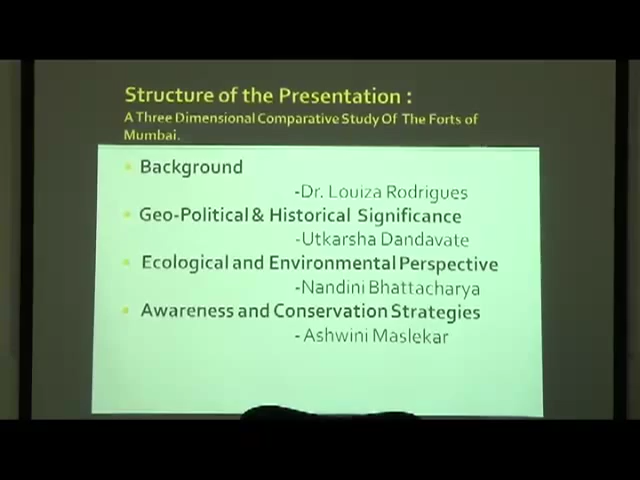 Structure of the Presentation :
A Three Dimensional Comparative Study Of The Forts of
Mumbai.
Background
-Dr. Louiza Rodrigues
Geo-Political & Historical Significance
-Utkarsha Dandavate
Ecological and Environmental Perspective
-Nandini Bhattacharya
Awareness and Conservation Strategies
- Ashwini Maslekar